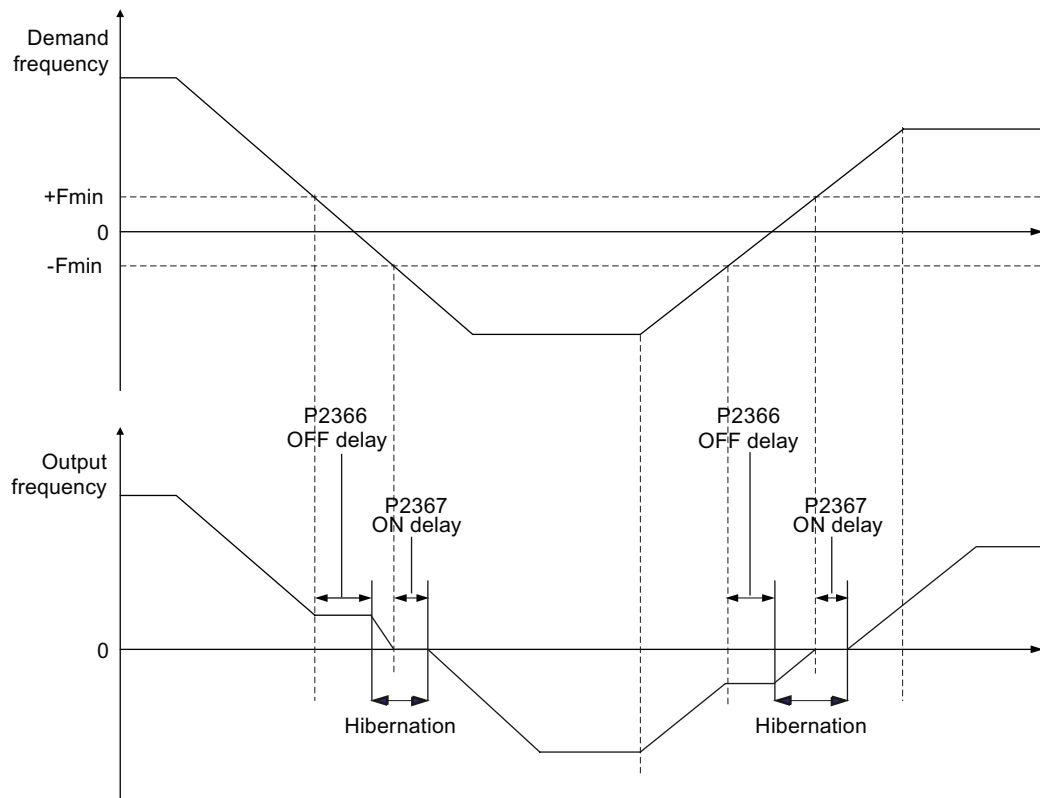 Demand
frequency
+Fmin
0
-Fmin
P2366
OFF delay
P2366
OFF delay
Output
frequency
P2367
ON delay
P2367
ON delay
0
Hibernation
Hibernation